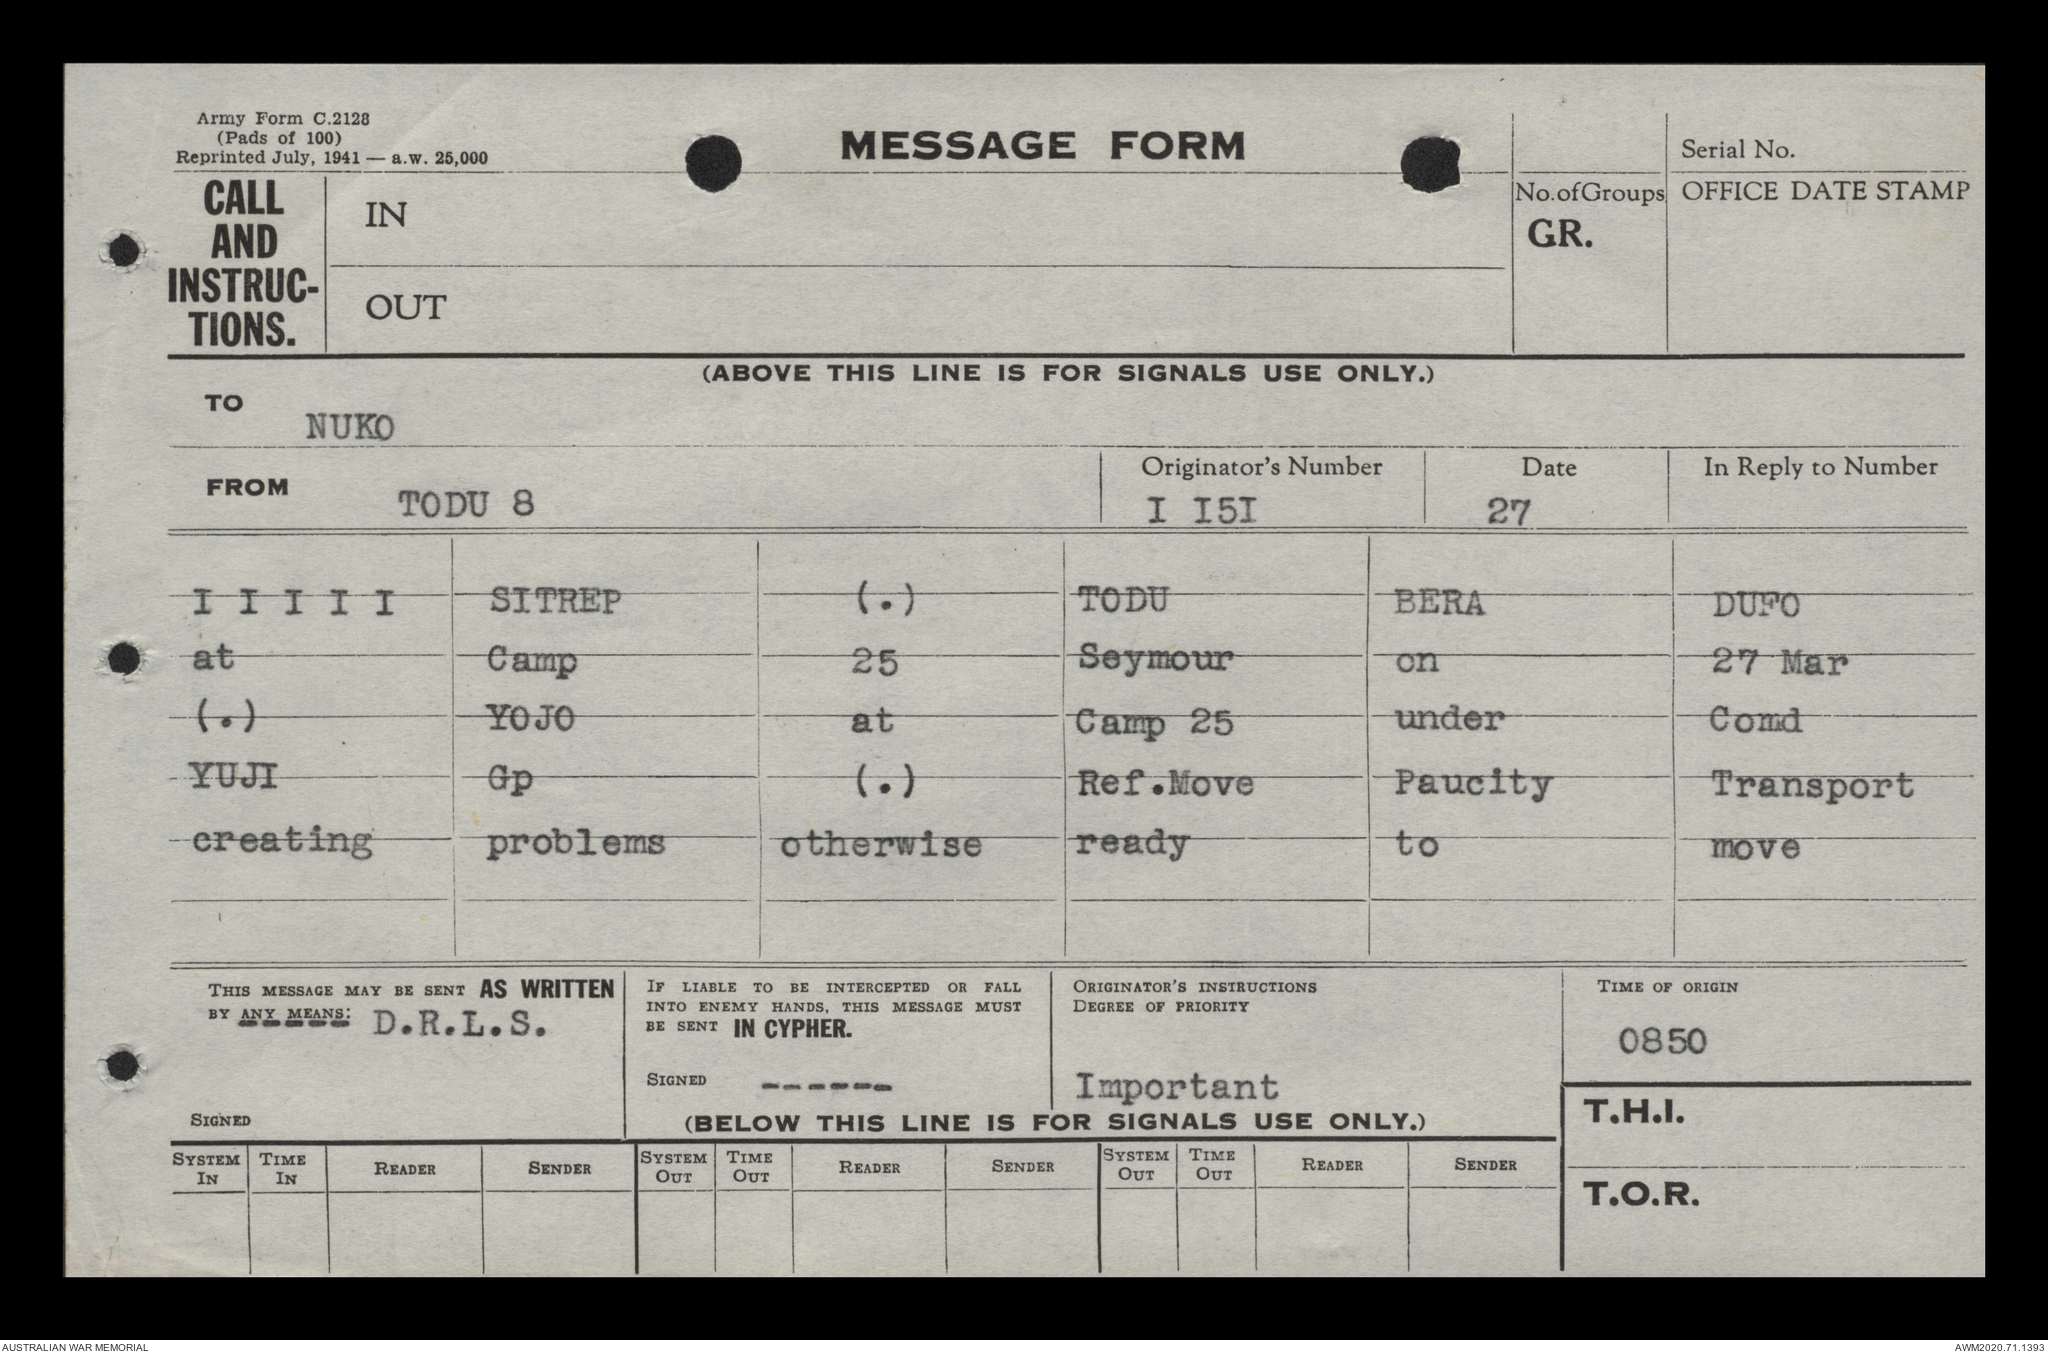 Army Form C.2128
(Pads of 100)
Reprinted July, 1941 — a.w. 25,000
MESSAGE FORM
Serial No.
CALL
AND
INSTRUC-
TIONS.
IN
OUT
No. of Groups
GR.
OFFICE DATE STAMP
(ABOVE THIS LINE IS FOR SIGNALS USE ONLY.)
TO
NUKO
FROM
TODU 8
Originator's Number
I I5I
Date
27
In Reply to Number
I I I I I SITREP (.) TODU BERA DUFO
at Camp 25 Seymour on 27 Mar
(.) YOJO at Camp 25 under Comd
YUJI Gp (.) Ref.Move Paucity Transport
creating problems otherwise ready to move
THIS MESSAGE MAY BE SENT AS WRITTEN
BY ANY MEANS: D.R.L.S.
SIGNED
IF LIABLE TO BE INTERCEPTED OR FALL
INTO ENEMY HANDS, THIS MESSAGE MUST
BE SENT IN CYPHER.
SIGNED ------
ORIGINATOR'S INSTRUCTIONS
DEGREE OF PRIORITY
Important
TIME OF ORIGIN
0850
(BELOW THIS LINE IS FOR SIGNALS USE ONLY.)
T.H.I.
T.O.R.
SYSTEM IN TIME IN READER SENDER SYSTEM OUT TIME OUT READER SENDER SYSTEM OUT TIME OUT READER SENDER
AUSTRALIAN WAR MEMORIAL
AWM2020.71.1393